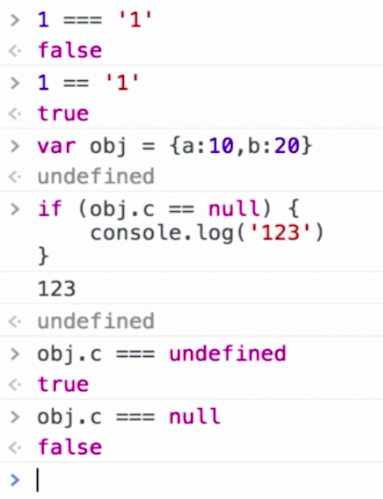 > 1 === '1'
<· false
> 1 == '1'
<· true
> var obj = {a:10,b:20}
<· undefined
> if (obj.c == null) {
      console.log('123')
  }
123
<· undefined
> obj.c === undefined
<· true
> obj.c === null
<· false
>